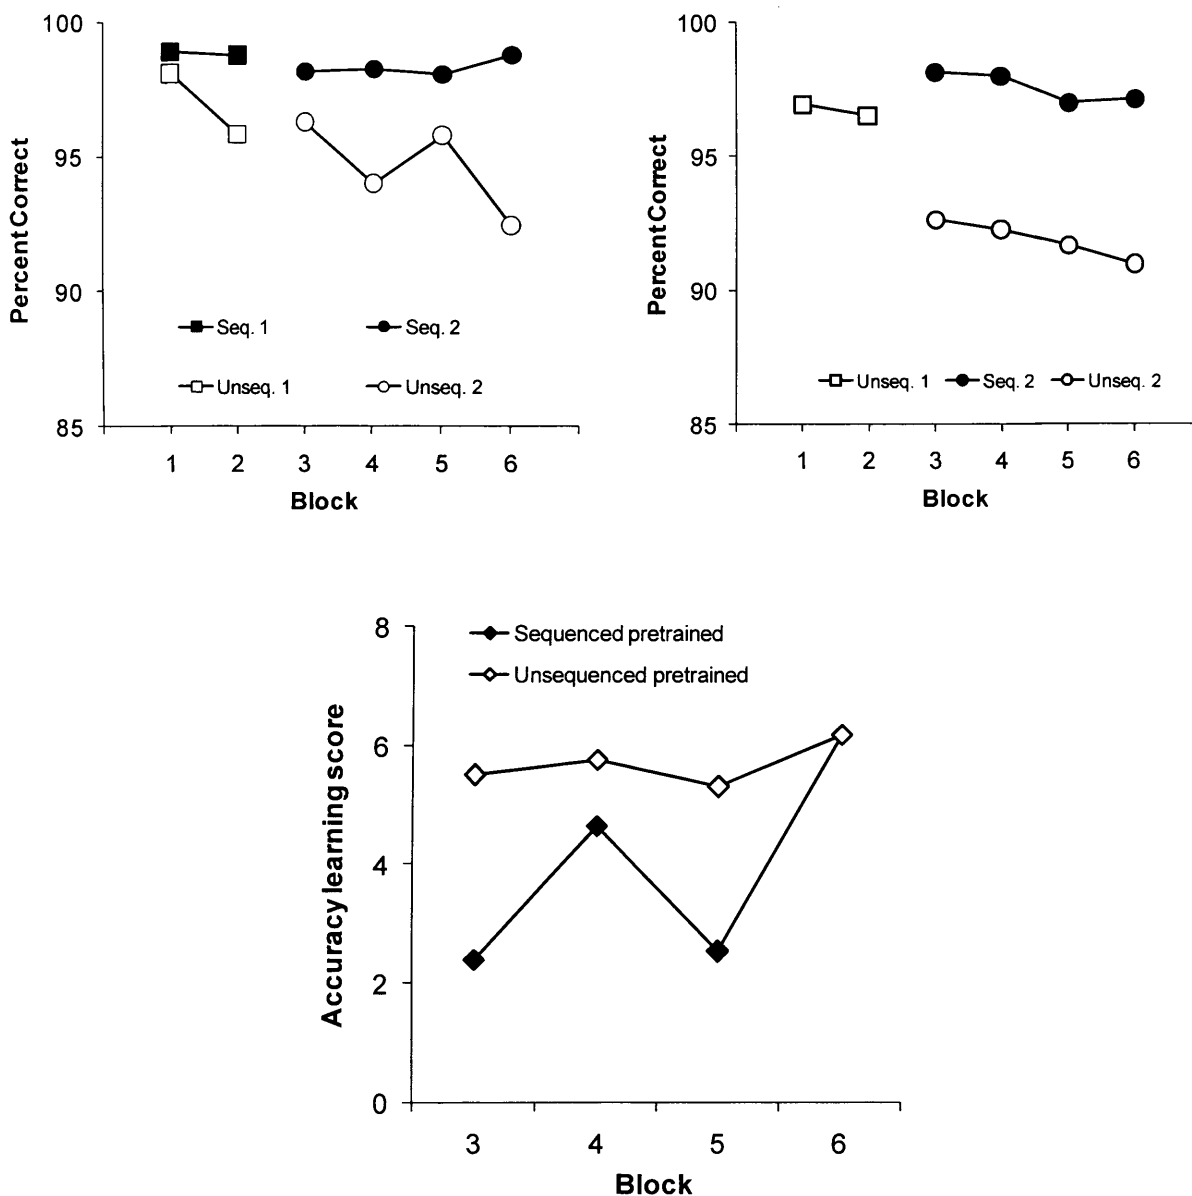 100
95
90
85
Percent Correct
Seq. 1
Seq. 2
Unseq. 1
Unseq. 2
1 2 3 4 5 6
Block
100
95
90
85
Percent Correct
Unseq. 1 Seq. 2 Unseq. 2
1 2 3 4 5 6
Block
8
6
4
2
0
Accuracy learning score
Sequenced pretrained
Unsequenced pretrained
3 4 5 6
Block